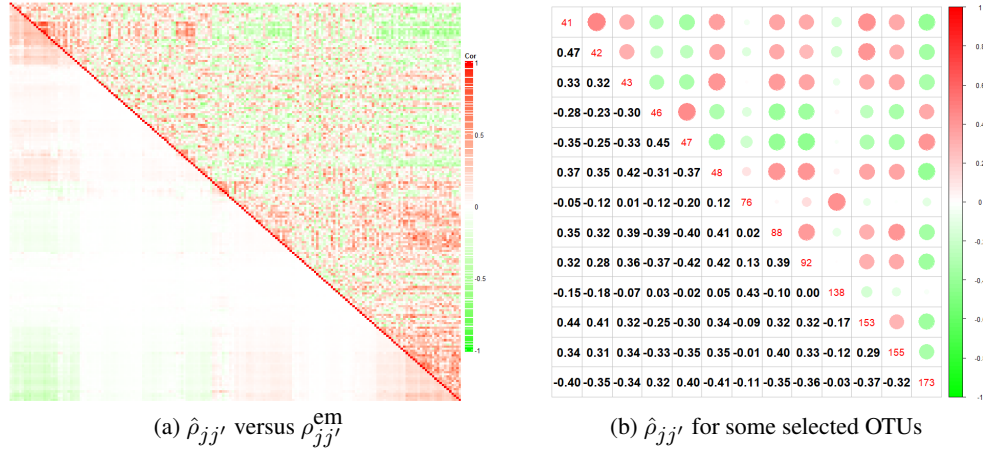 Cor
1
0.5
0
-0.5
-1
41
0.47 42
0.33 0.32 43
-0.28 -0.23 -0.30 46
-0.35 -0.25 -0.33 0.45 47
0.37 0.35 0.42 -0.31 -0.37 48
-0.05 -0.12 0.01 -0.12 -0.20 0.12 76
0.35 0.32 0.39 -0.39 -0.40 0.41 0.02 88
0.32 0.28 0.36 -0.37 -0.42 0.42 0.13 0.39 92
-0.15 -0.18 -0.07 0.03 -0.02 0.05 0.43 -0.10 0.00 138
0.44 0.41 0.32 -0.25 -0.30 0.34 -0.09 0.32 0.32 -0.17 153
0.34 0.31 0.34 -0.33 -0.35 0.35 -0.01 0.40 0.33 -0.12 0.29 155
-0.40 -0.35 -0.34 0.32 0.40 -0.41 -0.11 -0.35 -0.36 -0.03 -0.37 -0.32 173
1
0.8
0.6
0.4
0.2
0
-0.2
-0.4
-0.6
-0.8
-1
(a) ρ̂jj′ versus ρjj′^em
(b) ρ̂jj′ for some selected OTUs